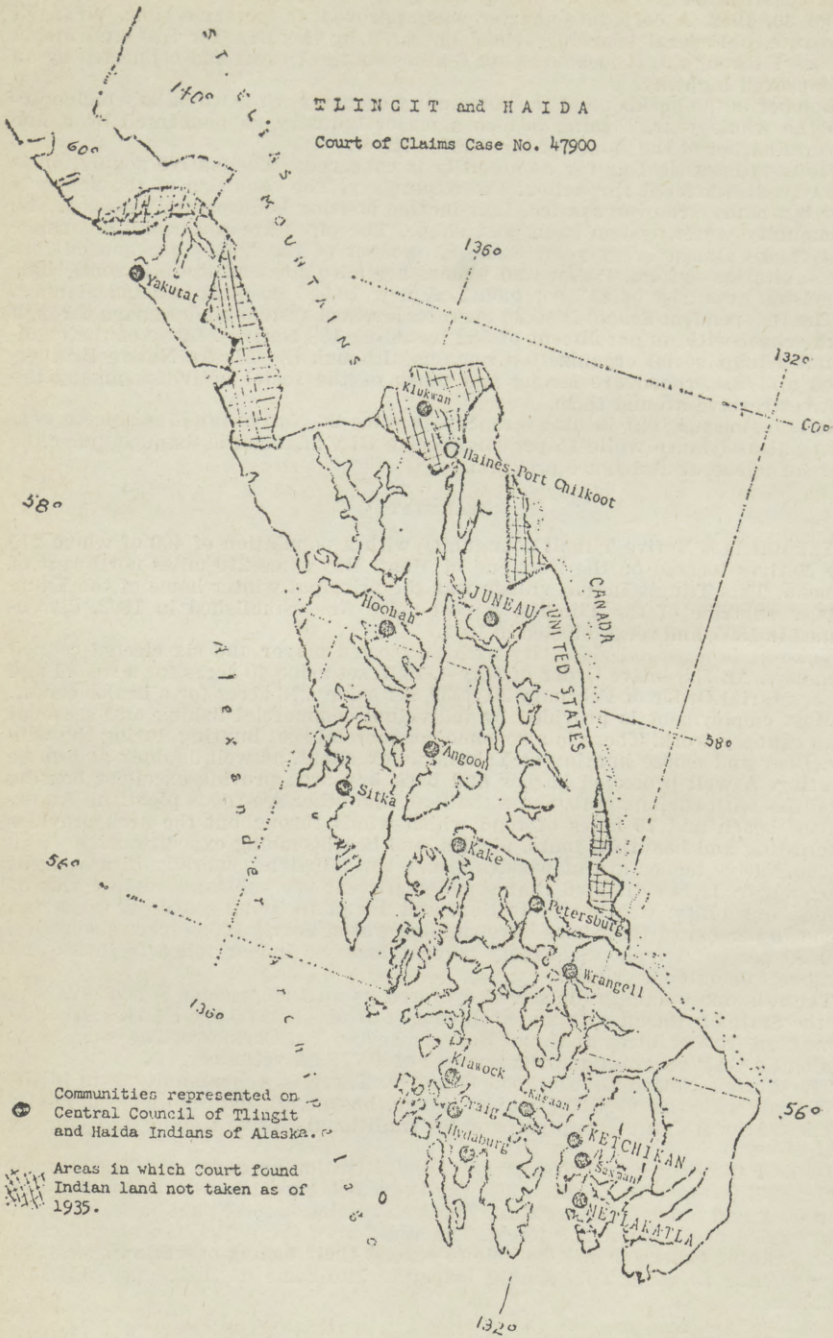 TLINGIT and HAIDA
Court of Claims Case No. 47900
ST. ELIAS MOUNTAINS
140°
60°
136°
132°
60°
Yakutat
Klukwan
Haines-Port Chilkoot
58°
CANADA
UNITED STATES
JUNEAU
Hoonah
58°
Angoon
Sitka
Kake
56°
Petersburg
Wrangell
136°
Alexander Archipelago
Klawock
Craig
Kasaan
Hydaburg
KETCHIKAN
Saxman
METLAKATLA
56°
132°
Communities represented on
Central Council of Tlingit
and Haida Indians of Alaska.
Areas in which Court found
Indian land not taken as of
1935.